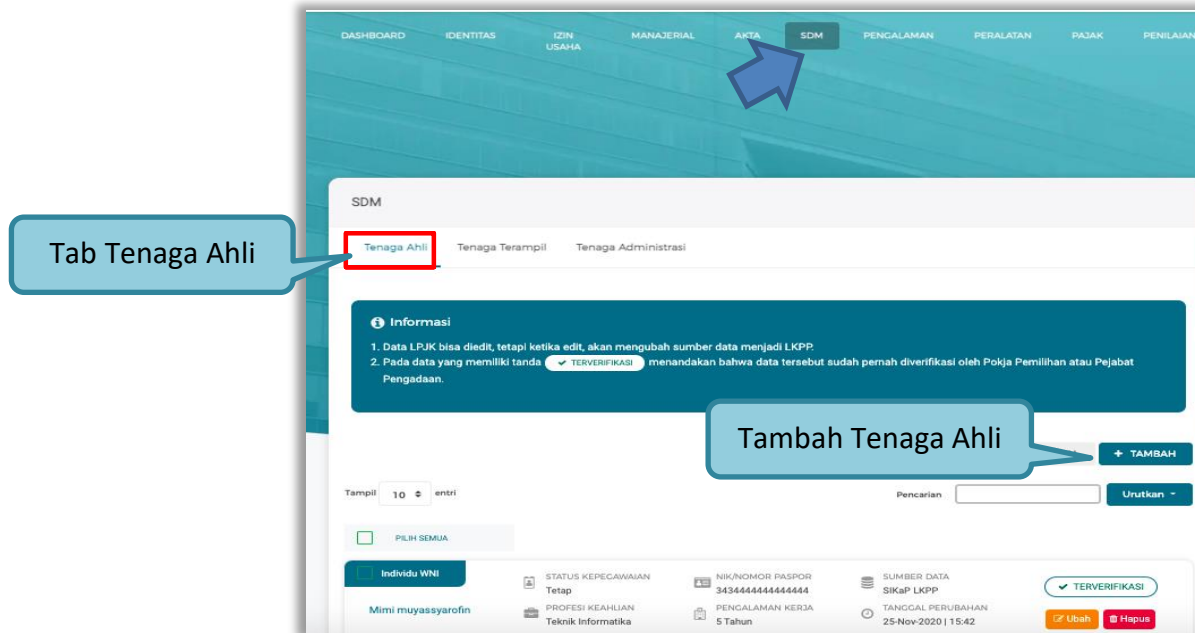 DASHBOARD IDENTITAS IZIN USAHA MANAJERIAL AKTA SDM PENGALAMAN PERALATAN PAJAK PENILAIAN
SDM
Tab Tenaga Ahli
Tenaga Ahli Tenaga Terampil Tenaga Administrasi
Informasi
1. Data LPJK bisa diedit, tetapi ketika edit, akan mengubah sumber data menjadi LKPP.
2. Pada data yang memiliki tanda TERVERIFIKASI menandakan bahwa data tersebut sudah pernah diverifikasi oleh Pokja Pemilihan atau Pejabat
Pengadaan.
Tambah Tenaga Ahli
+ TAMBAH
Tampil 10 entri Pencarian Urutkan
PILIH SEMUA
Individu WNI
STATUS KEPEGAWAIAN NIK/NOMOR PASPOR SUMBER DATA
Tetap 3434444444444444 SIKaP LKPP
TERVERIFIKASI
Mimi muyassyarofin
PROFESI KEAHLIAN PENGALAMAN KERJA TANGGAL PERUBAHAN
Teknik Informatika 5 Tahun 25-Nov-2020 | 15:42
Ubah Hapus